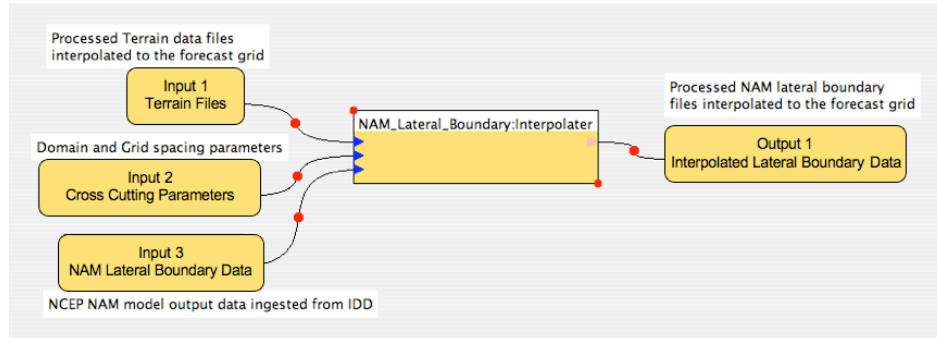 Processed Terrain data files
interpolated to the forecast grid
Input 1
Terrain Files
Domain and Grid spacing parameters
Input 2
Cross Cutting Parameters
Input 3
NAM Lateral Boundary Data
NCEP NAM model output data ingested from IDD
NAM_Lateral_Boundary:Interpolater
Processed NAM lateral boundary
files interpolated to the forecast grid
Output 1
Interpolated Lateral Boundary Data